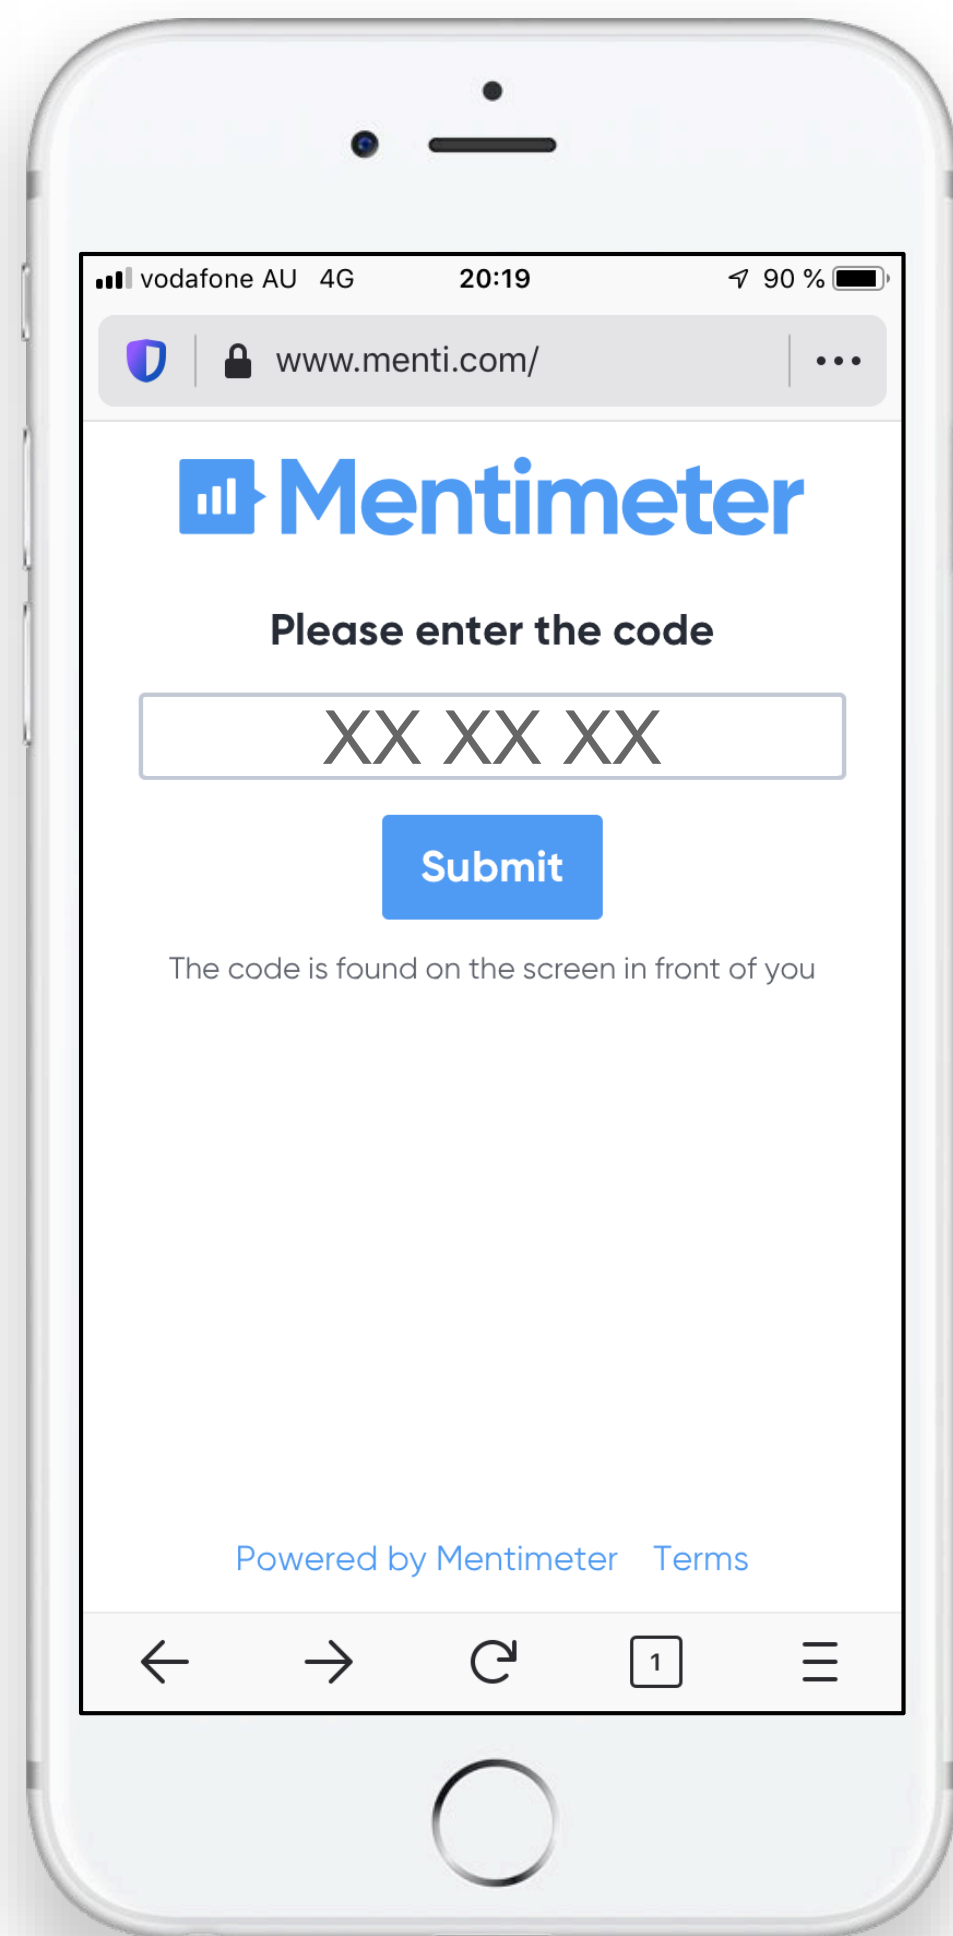 vodafone AU 4G 20:19 90 %
www.menti.com/
Mentimeter
Please enter the code
XX XX XX
Submit
The code is found on the screen in front of you
Powered by Mentimeter Terms
1